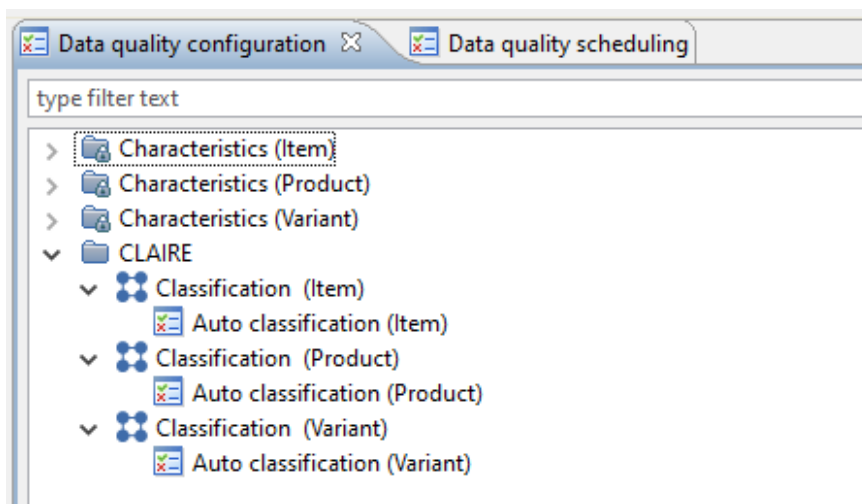 Data quality configuration Data quality scheduling
type filter text
Characteristics (Item)
Characteristics (Product)
Characteristics (Variant)
CLAIRE
Classification (Item)
Auto classification (Item)
Classification (Product)
Auto classification (Product)
Classification (Variant)
Auto classification (Variant)